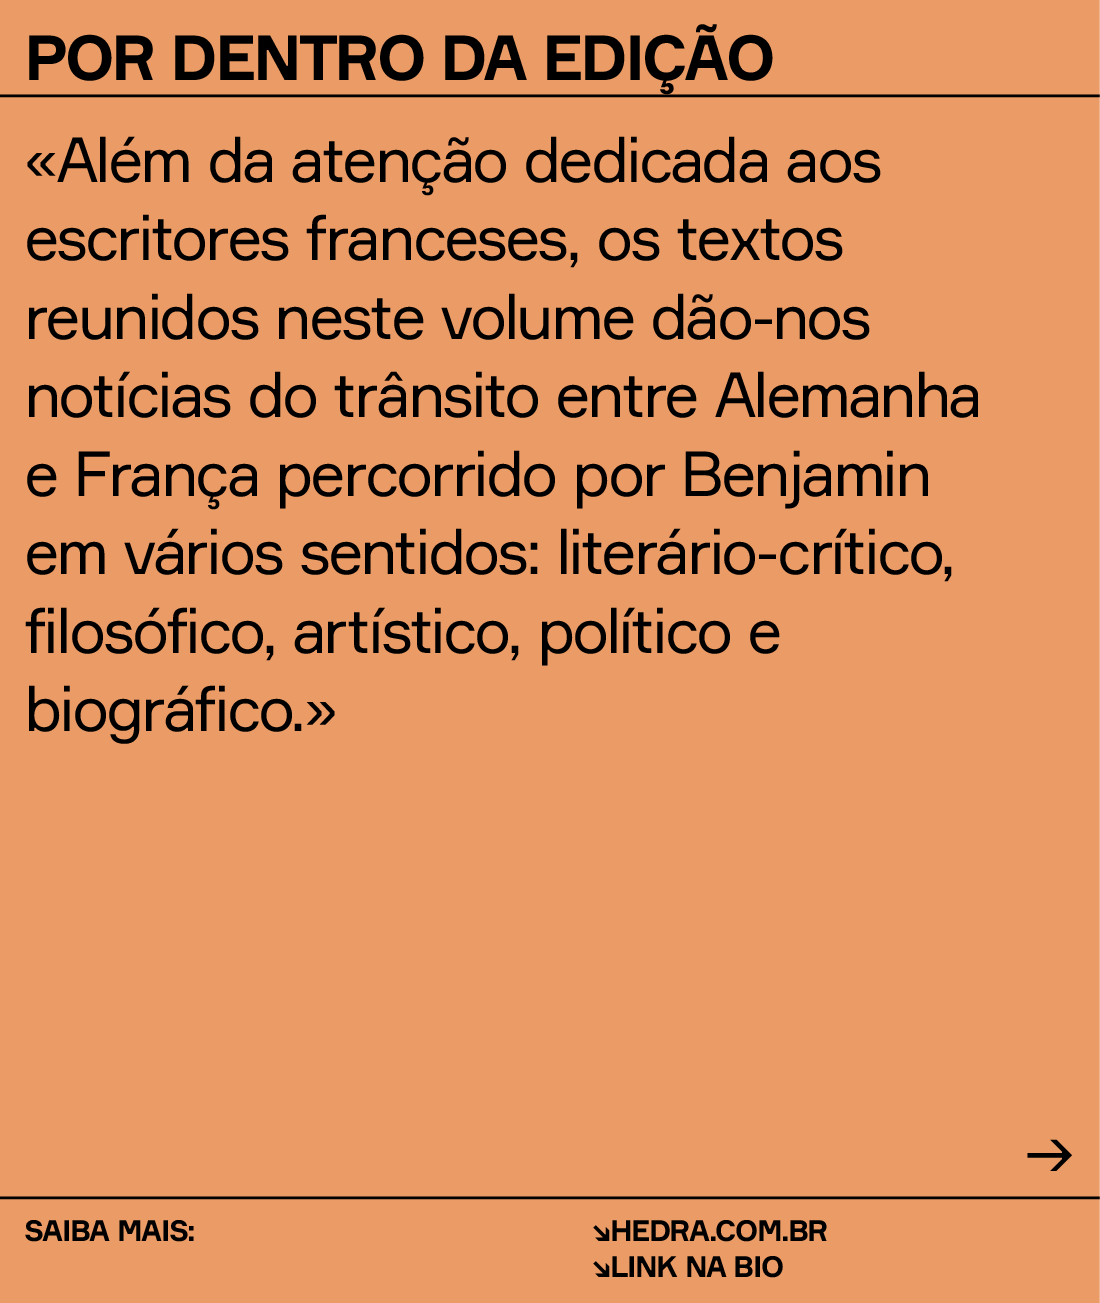 POR DENTRO DA EDIÇÃO
«Além da atenção dedicada aos
escritores franceses, os textos
reunidos neste volume dão-nos
notícias do trânsito entre Alemanha
e França percorrido por Benjamin
em vários sentidos: literário-crítico,
filosófico, artístico, político e
biográfico.»
→
SAIBA MAIS:
↘HEDRA.COM.BR
↘LINK NA BIO